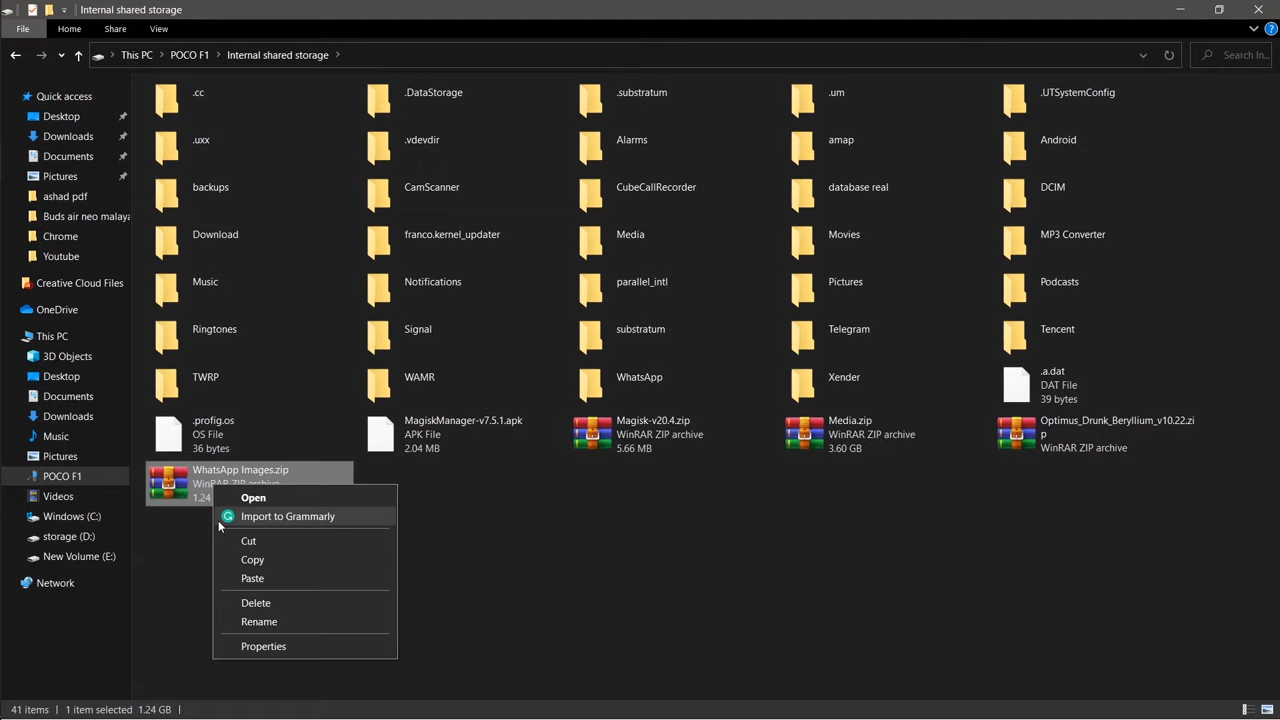 Internal shared storage
File
Home
Share
View
This PC
POCO F1
Internal shared storage
Search In...
Quick access
Desktop
Downloads
Documents
Pictures
ashad pdf
Buds air neo malaya
Chrome
Youtube
Creative Cloud Files
OneDrive
This PC
3D Objects
Desktop
Documents
Downloads
Music
Pictures
POCO F1
Videos
Windows (C:)
storage (D:)
New Volume (E:)
Network
.cc
.DataStorage
.substratum
.um
.UTSystemConfig
.uxx
.vdevdir
Alarms
amap
Android
backups
CamScanner
CubeCallRecorder
database real
DCIM
Download
franco.kernel_updater
Media
Movies
MP3 Converter
Music
Notifications
parallel_intl
Pictures
Podcasts
Ringtones
Signal
substratum
Telegram
Tencent
TWRP
WAMR
WhatsApp
Xender
.a.dat
DAT File
39 bytes
.profig.os
OS File
36 bytes
MagiskManager-v7.5.1.apk
APK File
2.04 MB
Magisk-v20.4.zip
WinRAR ZIP archive
5.66 MB
Media.zip
WinRAR ZIP archive
3.60 GB
Optimus_Drunk_Beryllium_v10.22.zi
p
WinRAR ZIP archive
WhatsApp Images.zip
WinRAR ZIP archive
1.24
Open
Import to Grammarly
Cut
Copy
Paste
Delete
Rename
Properties
41 items
1 item selected 1.24 GB